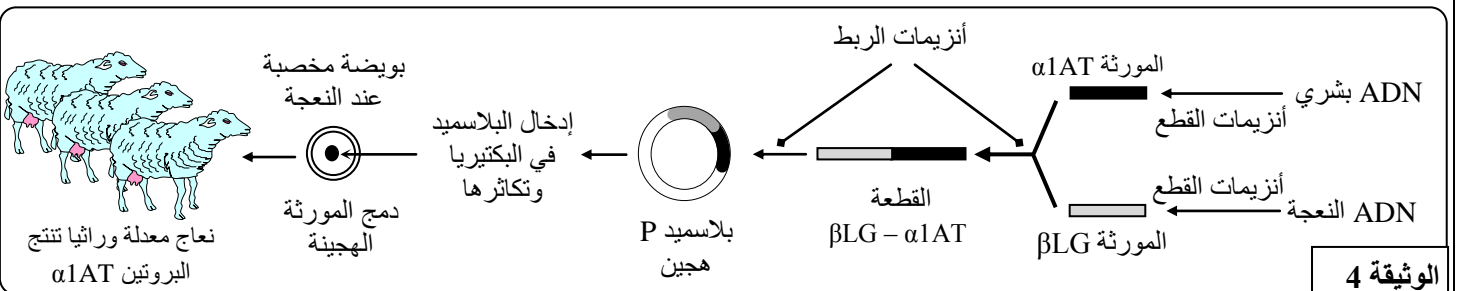 ADN بشري
أنزيمات القطع
المورثة α1AT
ADN النعجة
أنزيمات القطع
المورثة βLG
أنزيمات الربط
القطعة
βLG – α1AT
بلاسميد P
هجين
إدخال البلاسميد
في البكتيريا
وتكاثرها
بويضة مخصبة
عند النعجة
دمج المورثة
الهجينة
نعاج معدلة وراثيا تنتج
البروتين α1AT
الوثيقة 4